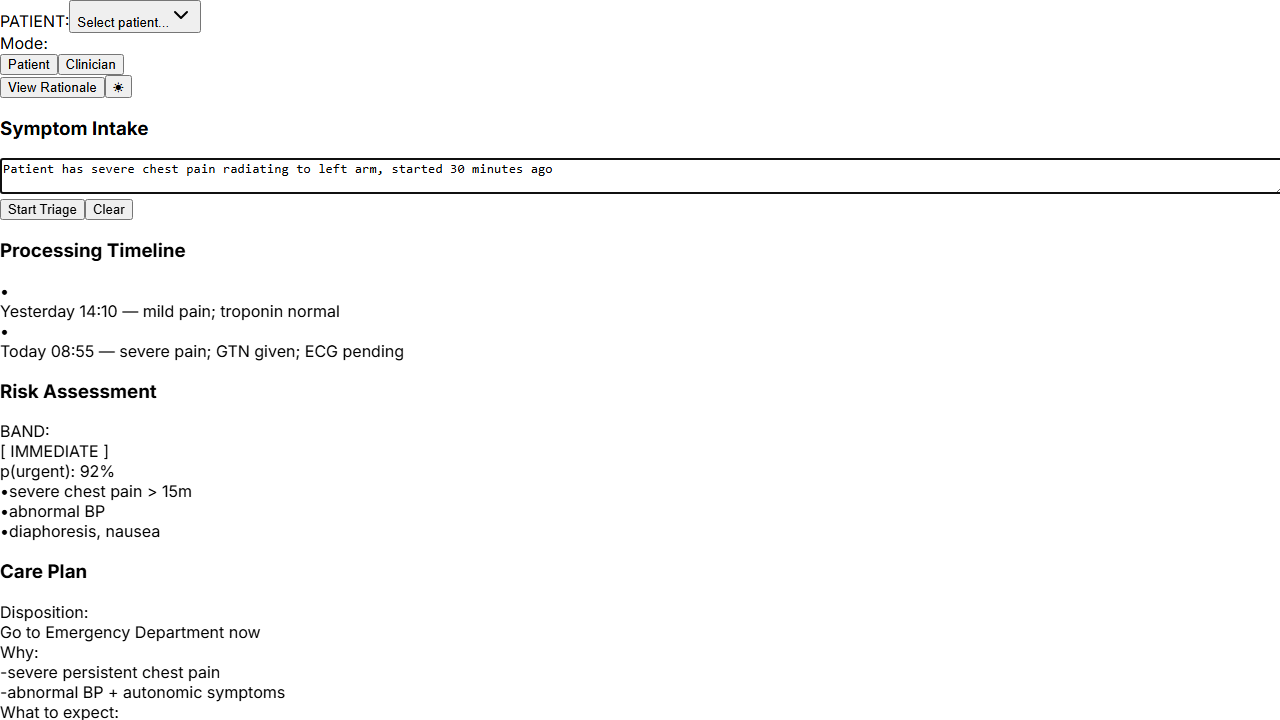 PATIENT: Select patient...
Mode:
Patient Clinician
View Rationale ☀
Symptom Intake
Patient has severe chest pain radiating to left arm, started 30 minutes ago
Start Triage Clear
Processing Timeline
•
Yesterday 14:10 — mild pain; troponin normal
•
Today 08:55 — severe pain; GTN given; ECG pending
Risk Assessment
BAND:
[ IMMEDIATE ]
p(urgent): 92%
•severe chest pain > 15m
•abnormal BP
•diaphoresis, nausea
Care Plan
Disposition:
Go to Emergency Department now
Why:
-severe persistent chest pain
-abnormal BP + autonomic symptoms
What to expect: